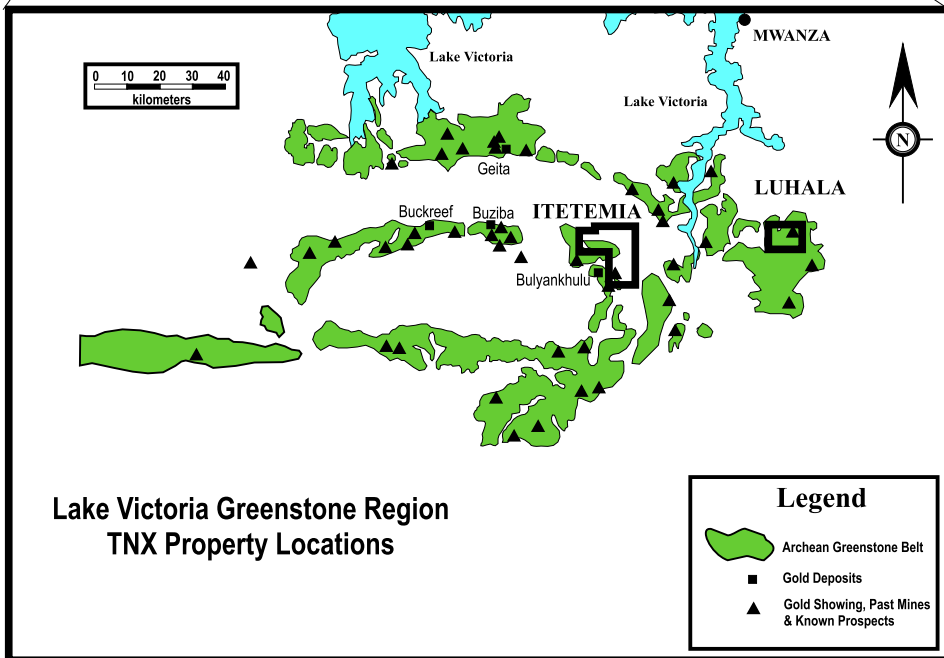 MWANZA
Lake Victoria
0 10 20 30 40
kilometers
Lake Victoria
N
Geita
LUHALA
ITETEMIA
Buckreef
Buziba
Bulyankhulu
Lake Victoria Greenstone Region
TNX Property Locations
Legend
Archean Greenstone Belt
Gold Deposits
Gold Showing, Past Mines
& Known Prospects